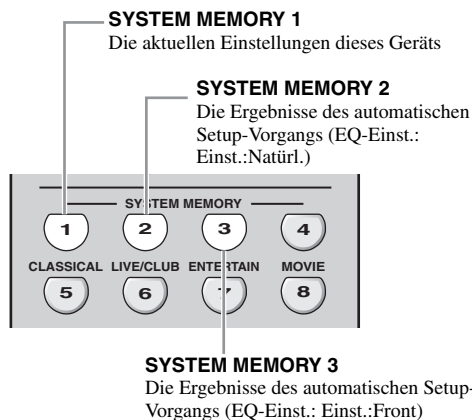 SYSTEM MEMORY 1
Die aktuellen Einstellungen dieses Geräts
SYSTEM MEMORY 2
Die Ergebnisse des automatischen
Setup-Vorgangs (EQ-Einst.:
Einst.:Natürl.)
SYSTEM MEMORY
1 2 3 4
CLASSICAL LIVE/CLUB ENTERTAIN MOVIE
5 6 7 8
SYSTEM MEMORY 3
Die Ergebnisse des automatischen Setup-
Vorgangs (EQ-Einst.: Einst.:Front)